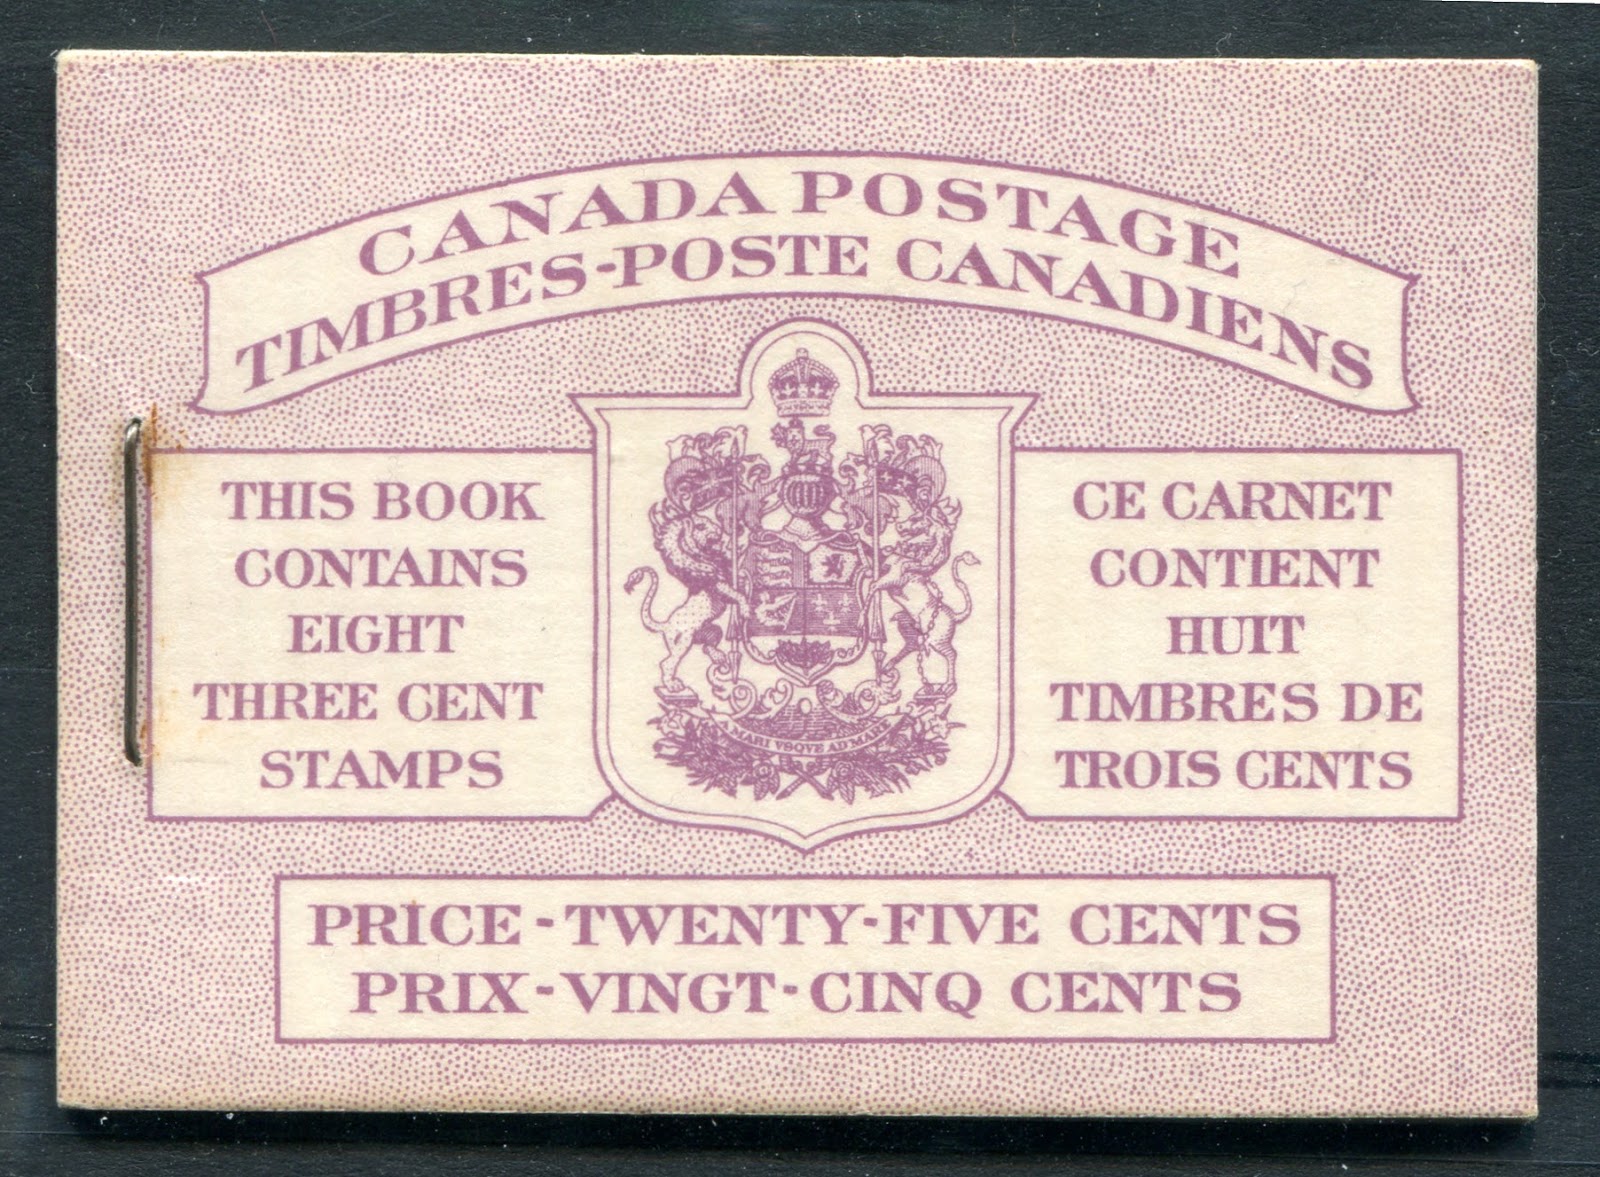 CANADA POSTAGE
TIMBRES-POSTE CANADIENS
THIS BOOK
CONTAINS
EIGHT
THREE CENT
STAMPS
A MARI VSQVE AD MARE
CE CARNET
CONTIENT
HUIT
TIMBRES DE
TROIS CENTS
PRICE - TWENTY-FIVE CENTS
PRIX - VINGT - CINQ CENTS